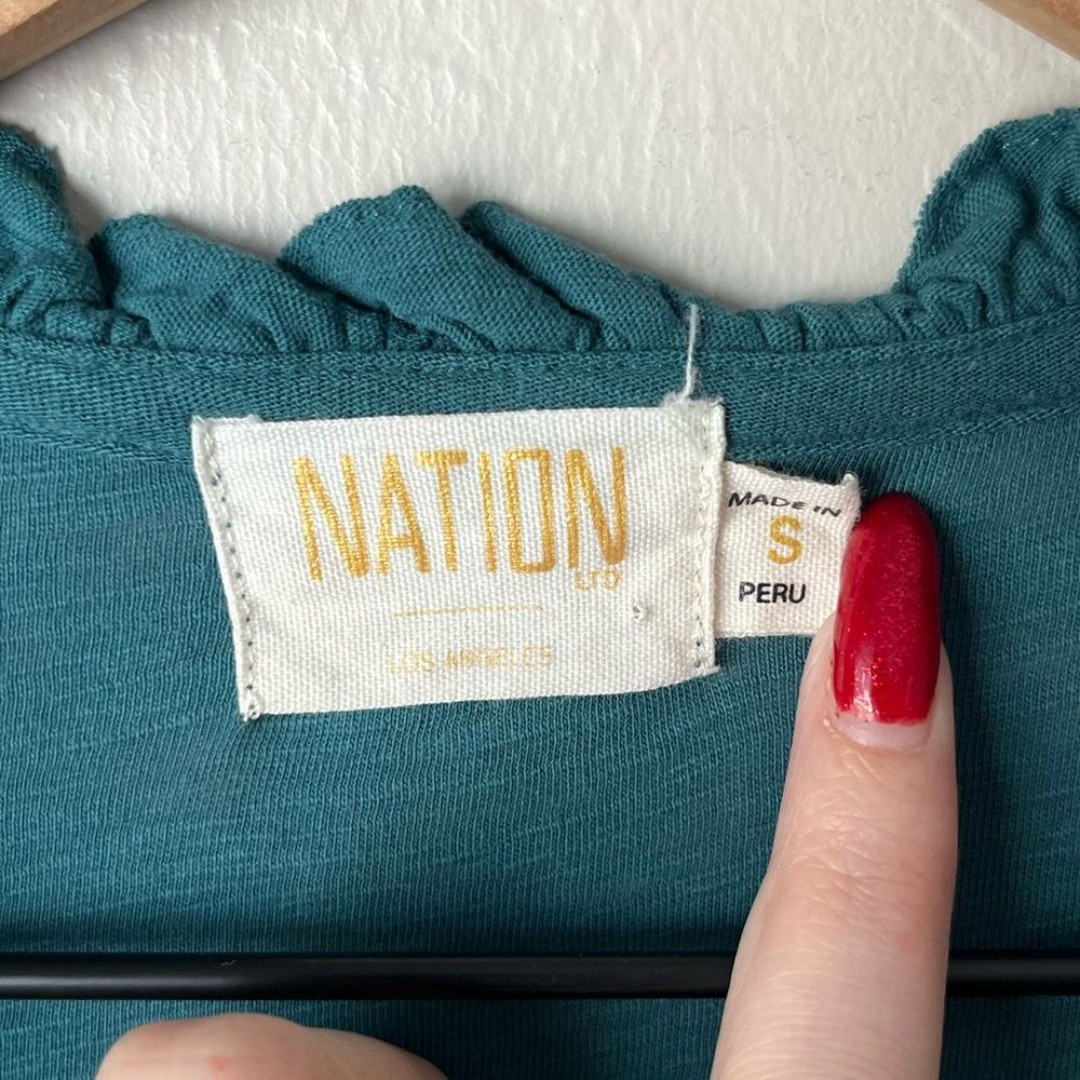 NATION
LTD
LOS ANGELES
MADE IN
S
PERU